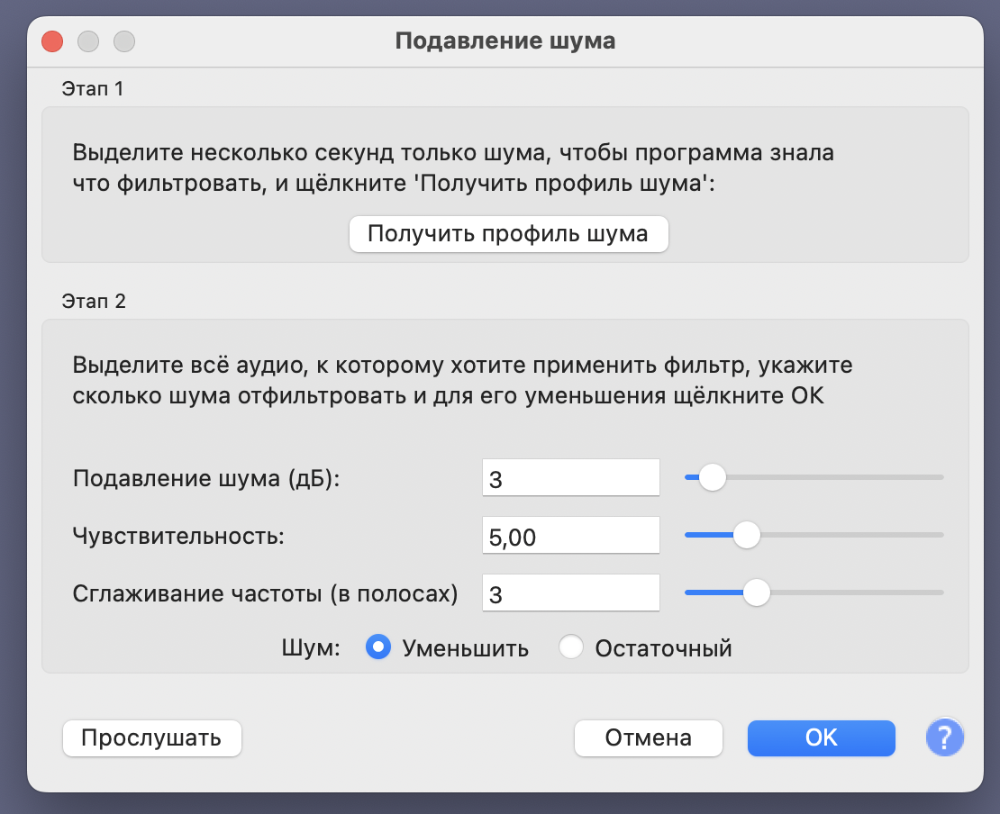 Подавление шума
Этап 1
Выделите несколько секунд только шума, чтобы программа знала
что фильтровать, и щёлкните 'Получить профиль шума':
Получить профиль шума
Этап 2
Выделите всё аудио, к которому хотите применить фильтр, укажите
сколько шума отфильтровать и для его уменьшения щёлкните ОК
Подавление шума (дБ): 3
Чувствительность: 5,00
Сглаживание частоты (в полосах) 3
Шум: Уменьшить Остаточный
Прослушать Отмена ОК ?